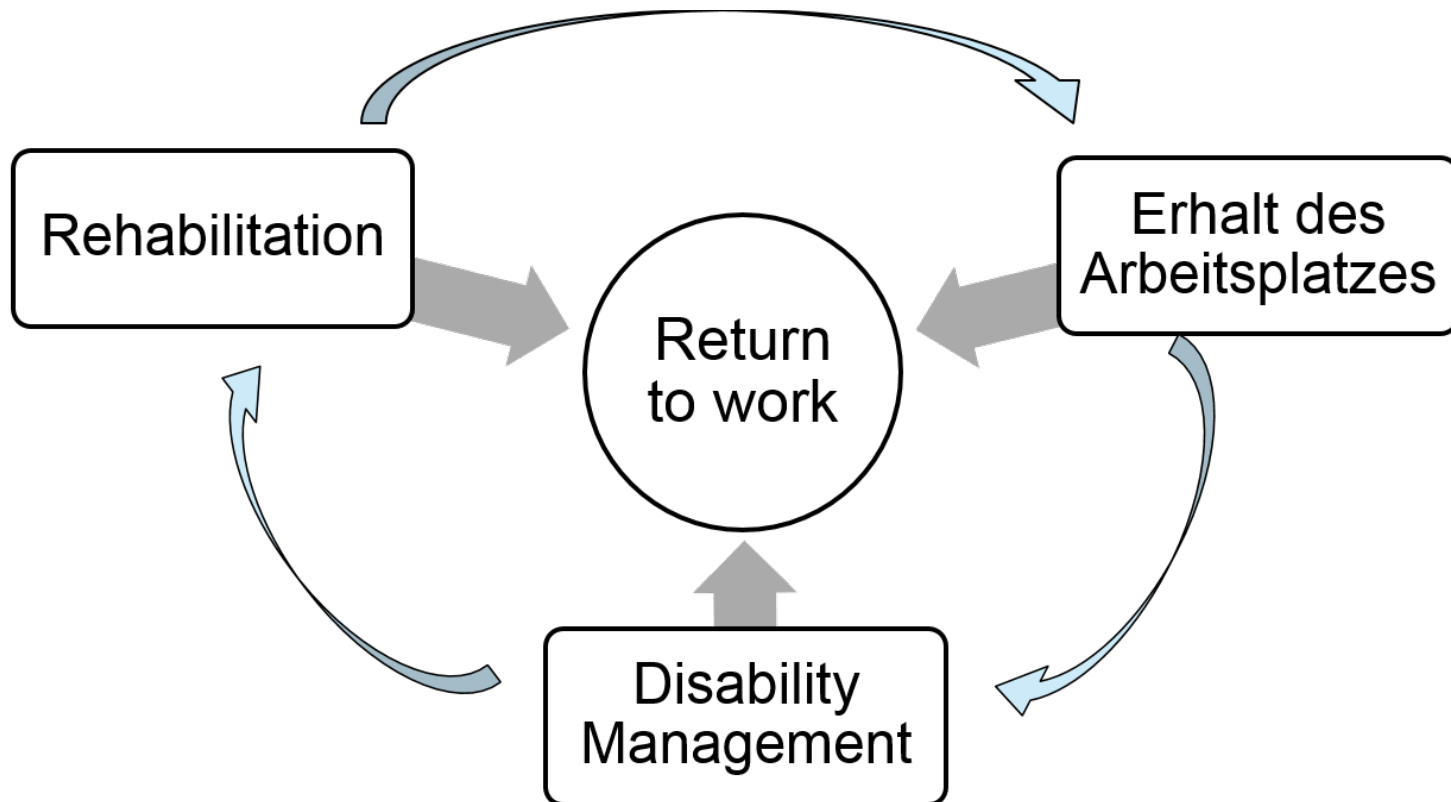 Rehabilitation
Erhalt des
Arbeitsplatzes
Return
to work
Disability
Management